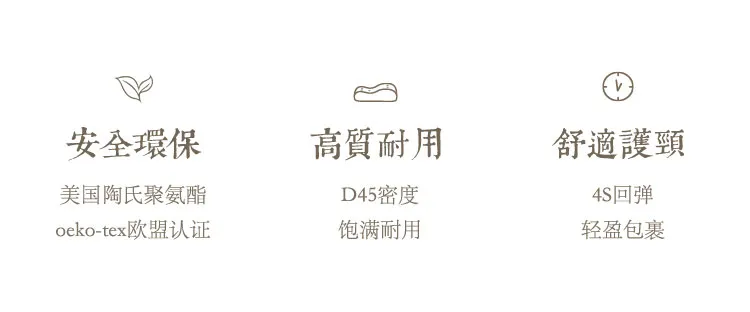 安全環保
美国陶氏聚氨酯
oeko-tex欧盟认证
高質耐用
D45密度
饱满耐用
舒適護頸
4S回弹
轻盈包裹